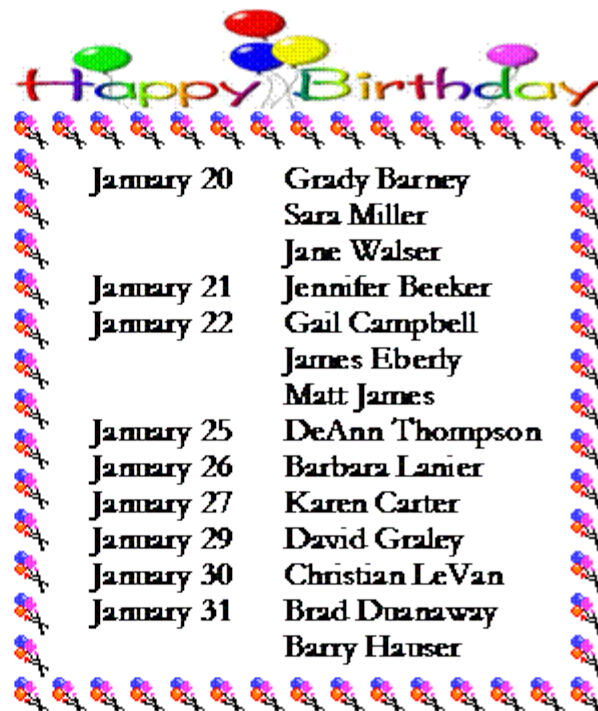 Happy Birthday
January 20 Grady Barney
Sara Miller
Jane Walser
January 21 Jennifer Beeker
January 22 Gail Campbell
James Eberly
Matt James
January 25 DeAnn Thompson
January 26 Barbara Lanier
January 27 Karen Carter
January 29 David Graley
January 30 Christian LeVan
January 31 Brad Duanaway
Barry Hauser